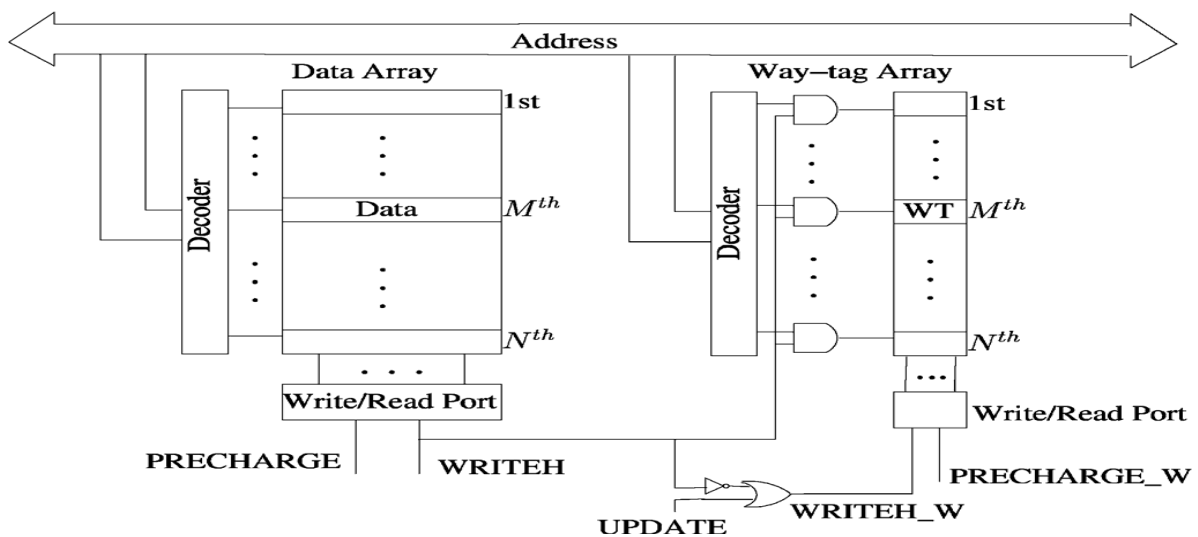 Address
Data Array
Way–tag Array
1st
1st
Decoder
Decoder
Data
M^{th}
WT
M^{th}
N^{th}
N^{th}
Write/Read Port
Write/Read Port
PRECHARGE
WRITEH
PRECHARGE_W
WRITEH_W
UPDATE